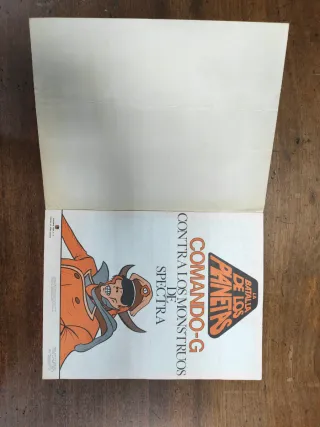 LA
BATALLA
DE LOS
PLANETAS
COMANDO-G
CONTRA LOS MONSTRUOS
DE
SPECTRA